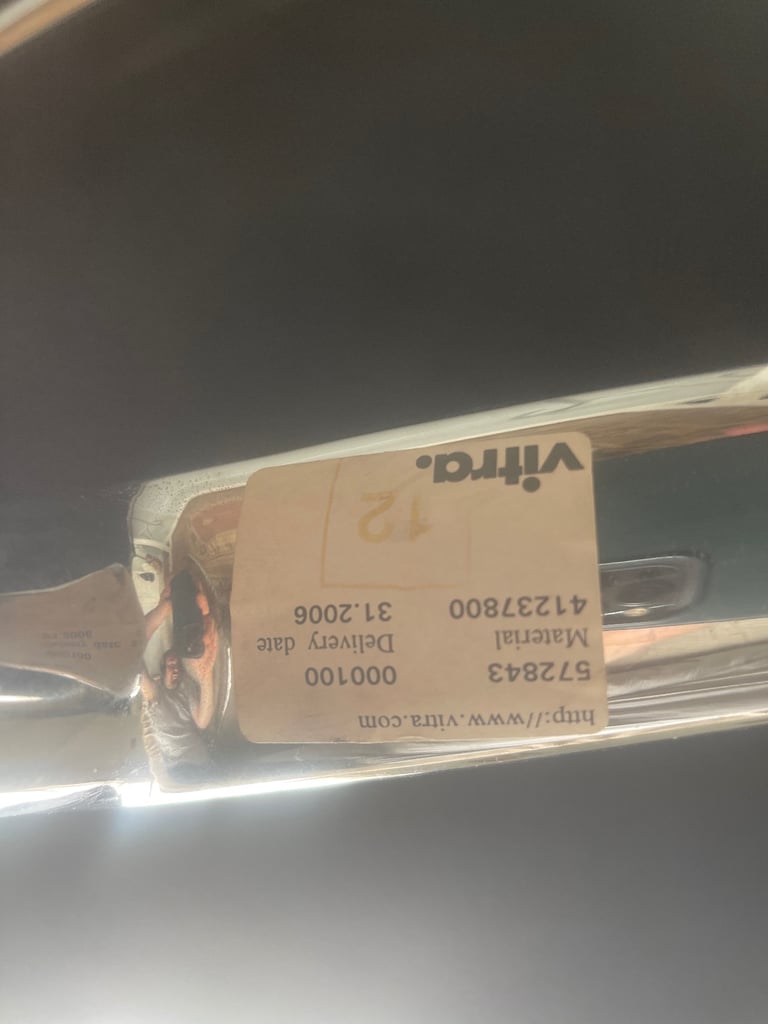 http://www.vitra.com
572843 000100
Material Delivery date
41237800 31.2006
12
vitra.